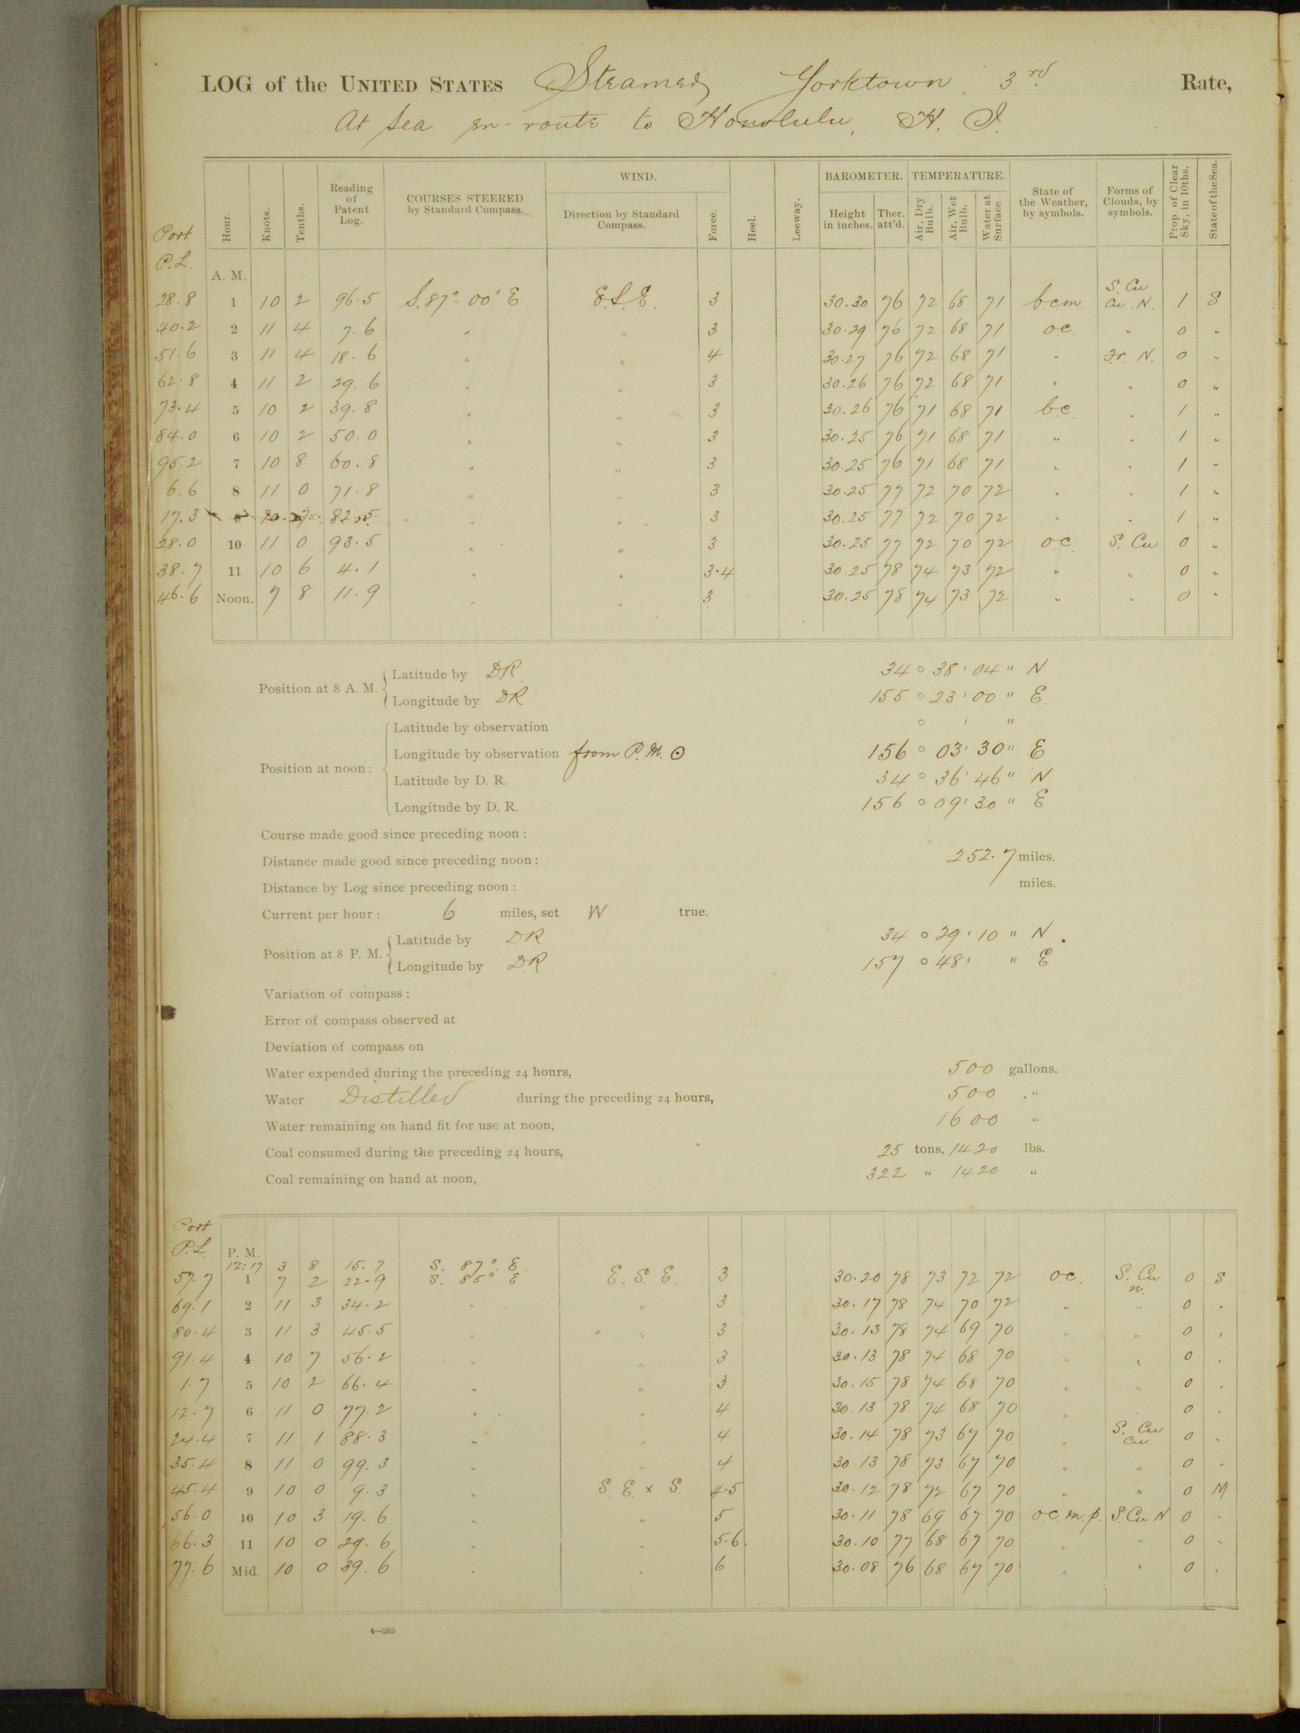 LOG of the UNITED STATES Steamer Yorktown, 3rd Rate,
At Sea en-route to Honolulu, H. I.
Port P.L. Hour. Knots. Tenths. Reading of Patent Log. COURSES STEERED by Standard Compass. WIND. Direction by Standard Compass. Force. Heel. Leeway. BAROMETER. Height in inches. Ther. att'd. TEMPERATURE. Air, Dry Bulb. Air, Wet Bulb. Water at Surface. State of the Weather, by symbols. Forms of Clouds, by symbols. Prop. of Clear Sky, in 10ths. State of the Sea.
A. M.
28.8 1 10 2 96.5 S. 87° 00' E E.S.E. 3 30.30 76 72 68 71 b.c.m S. Cu Cu. N. 1 S
40.2 2 11 4 7.6 " " 3 30.29 76 72 68 71 o.c. " 0 "
51.6 3 11 4 18.6 " " 4 30.27 76 72 68 71 " Fr. N. 0 "
62.8 4 11 2 29.6 " " 3 30.26 76 72 68 71 " " 0 "
73.4 5 10 2 39.8 " " 3 30.26 76 71 68 71 b.c. " 1 "
84.0 6 10 2 50.0 " " 3 30.25 76 71 68 71 " " 1 "
95.2 7 10 8 60.8 " " 3 30.25 76 71 68 71 " " 1 "
6.6 8 11 0 71.8 " " 3 30.25 77 72 70 72 " " 1 "
17.3 10 7 82.5 " " 3 30.25 77 72 70 72 " " 1 "
28.0 10 11 0 93.5 " " 3 30.25 77 72 70 72 o.c. S. Cu 0 "
38.7 11 10 6 4.1 " " 3.4 30.25 78 74 73 72 " " 0 "
46.6 Noon. 7 8 11.9 " " 3 30.25 78 74 73 72 " " 0 "
Position at 8 A. M. Latitude by DR 34 ° 38 ' 04 " N
Longitude by DR 155 ° 23 ' 00 " E.
Position at noon: Latitude by observation ° ' "
Longitude by observation from P.M. ⊙ 156 ° 03 ' 30 " E
Latitude by D. R. 34 ° 36 ' 46 " N
Longitude by D. R. 156 ° 09 ' 30 " E
Course made good since preceding noon:
Distance made good since preceding noon: 252.7 miles.
Distance by Log since preceding noon: miles.
Current per hour: 6 miles, set W true.
Position at 8 P. M. Latitude by DR 34 ° 29 ' 10 " N.
Longitude by DR. 157 ° 48 ' " E
Variation of compass:
Error of compass observed at
Deviation of compass on
Water expended during the preceding 24 hours, 500 gallons.
Water Distilled during the preceding 24 hours, 500 "
Water remaining on hand fit for use at noon, 1600 "
Coal consumed during the preceding 24 hours, 25 tons, 1420 lbs.
Coal remaining on hand at noon, 322 " 1420 "
Port
P.L. P. M.
12:17 3 8 15.7 S. 87° E.
57.7 1 7 2 22.9 S. 85° E E. S. E. 3 30.20 78 73 72 72 o.c. S. Cu n. 0 S
69.1 2 11 3 34.2 " " 3 30.17 78 74 70 72 " " 0 "
80.4 3 11 3 45.5 " " 3 30.13 78 74 69 70 " " 0 "
91.4 4 10 7 56.2 " " 3 30.13 78 74 68 70 " " 0 "
1.7 5 10 2 66.4 " " 3 30.15 78 74 68 70 " " 0 "
12.7 6 11 0 77.2 " " 4 30.13 78 74 68 70 " " 0 "
24.4 7 11 1 88.3 " " 4 30.14 78 73 67 70 " S. Cu Cu 0 "
35.4 8 11 0 99.3 " " 4 30.13 78 73 67 70 " " 0 "
45.4 9 10 0 9.3 " S. E. x S. 4.5 30.12 78 72 67 70 " " 0 M
56.0 10 10 3 19.6 " " 5 30.11 78 69 67 70 o.c.m.p. S.Cu N 0 "
66.3 11 10 0 29.6 " " 5.6 30.10 77 68 67 70 " " 0 "
77.6 Mid. 10 0 39.6 " " 6 30.08 76 68 67 70 " " 0 "
4—265